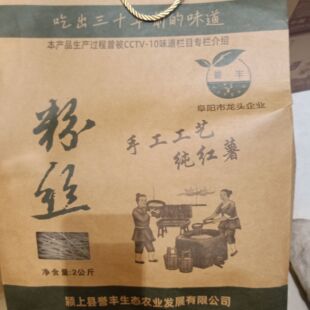 吃出三十年前的味道
本产品生产过程曾被CCTV-10味道栏目专栏介绍
誉丰
阜阳市龙头企业
粉丝
手工工艺
纯红薯
净含量:2公斤
颍上县誉丰生态农业发展有限公司